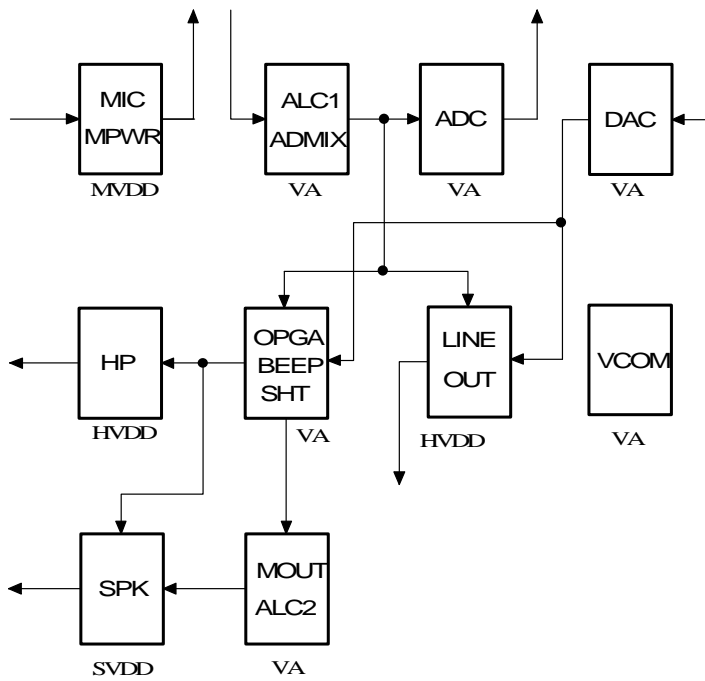 MIC
MPWR
MVDD
ALC1
ADMIX
VA
ADC
VA
DAC
VA
HP
HVDD
OPGA
BEEP
SHT
VA
LINE
OUT
HVDD
VCOM
VA
SPK
SVDD
MOUT
ALC2
VA